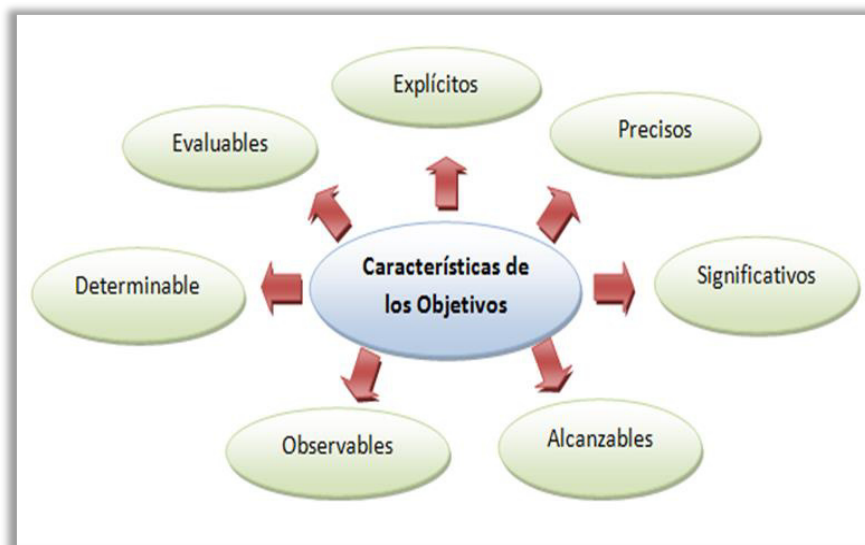 Explícitos
Evaluables
Precisos
Determinable
Características de
los Objetivos
Significativos
Observables
Alcanzables